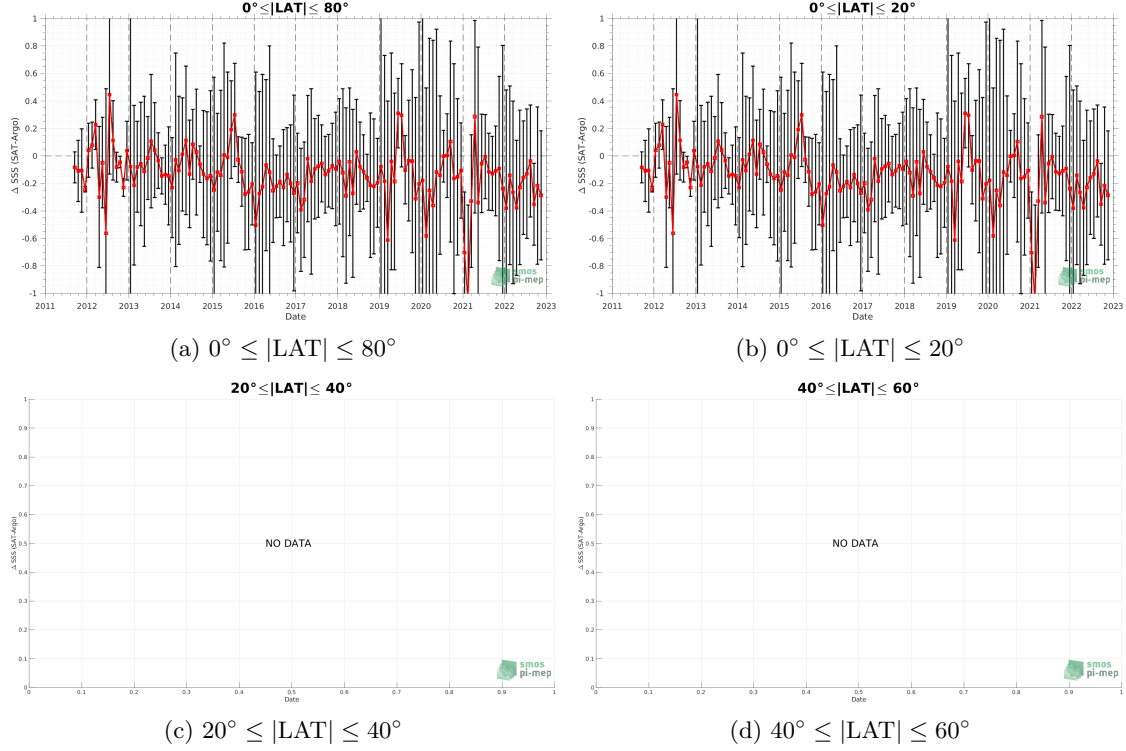 0°≤|LAT|≤ 80°
1
0.8
0.6
0.4
0.2
0
-0.2
-0.4
-0.6
-0.8
-1
Δ SSS (SAT-Argo)
2011 2012 2013 2014 2015 2016 2017 2018 2019 2020 2021 2022 2023
Date
smos
pi-mep
(a) 0° ≤ |LAT| ≤ 80°
0°≤|LAT|≤ 20°
1
0.8
0.6
0.4
0.2
0
-0.2
-0.4
-0.6
-0.8
-1
Δ SSS (SAT-Argo)
2011 2012 2013 2014 2015 2016 2017 2018 2019 2020 2021 2022 2023
Date
smos
pi-mep
(b) 0° ≤ |LAT| ≤ 20°
20°≤|LAT|≤ 40°
1
0.9
0.8
0.7
0.6
0.5
0.4
0.3
0.2
0.1
0
Δ SSS (SAT-Argo)
NO DATA
0 0.1 0.2 0.3 0.4 0.5 0.6 0.7 0.8 0.9 1
Date
smos
pi-mep
(c) 20° ≤ |LAT| ≤ 40°
40°≤|LAT|≤ 60°
1
0.9
0.8
0.7
0.6
0.5
0.4
0.3
0.2
0.1
0
Δ SSS (SAT-Argo)
NO DATA
0 0.1 0.2 0.3 0.4 0.5 0.6 0.7 0.8 0.9 1
Date
smos
pi-mep
(d) 40° ≤ |LAT| ≤ 60°